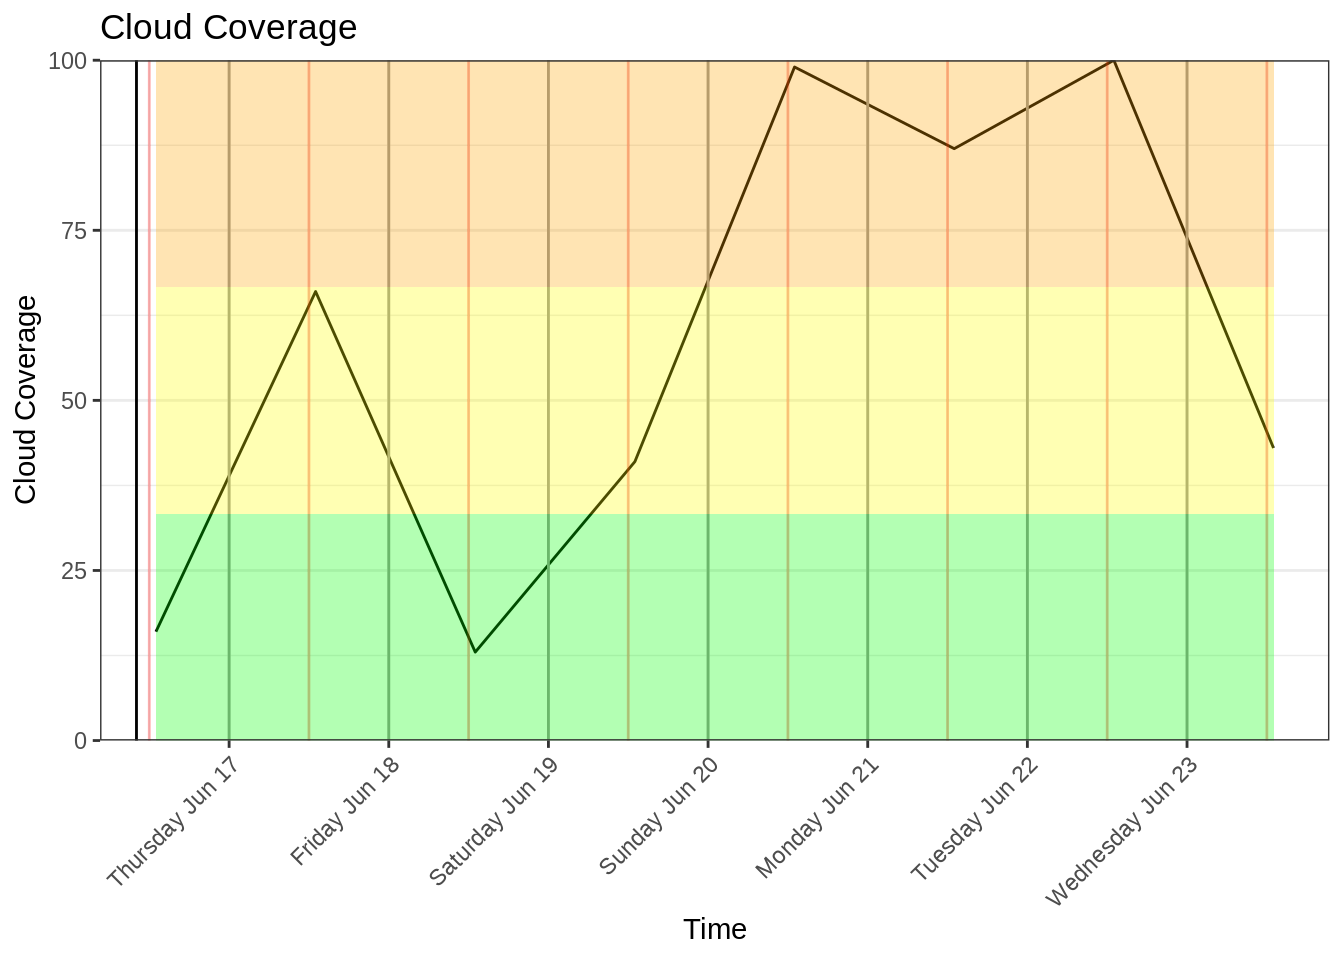 Cloud Coverage
100
75
50
25
0
Cloud Coverage
Thursday Jun 17
Friday Jun 18
Saturday Jun 19
Sunday Jun 20
Monday Jun 21
Tuesday Jun 22
Wednesday Jun 23
Time